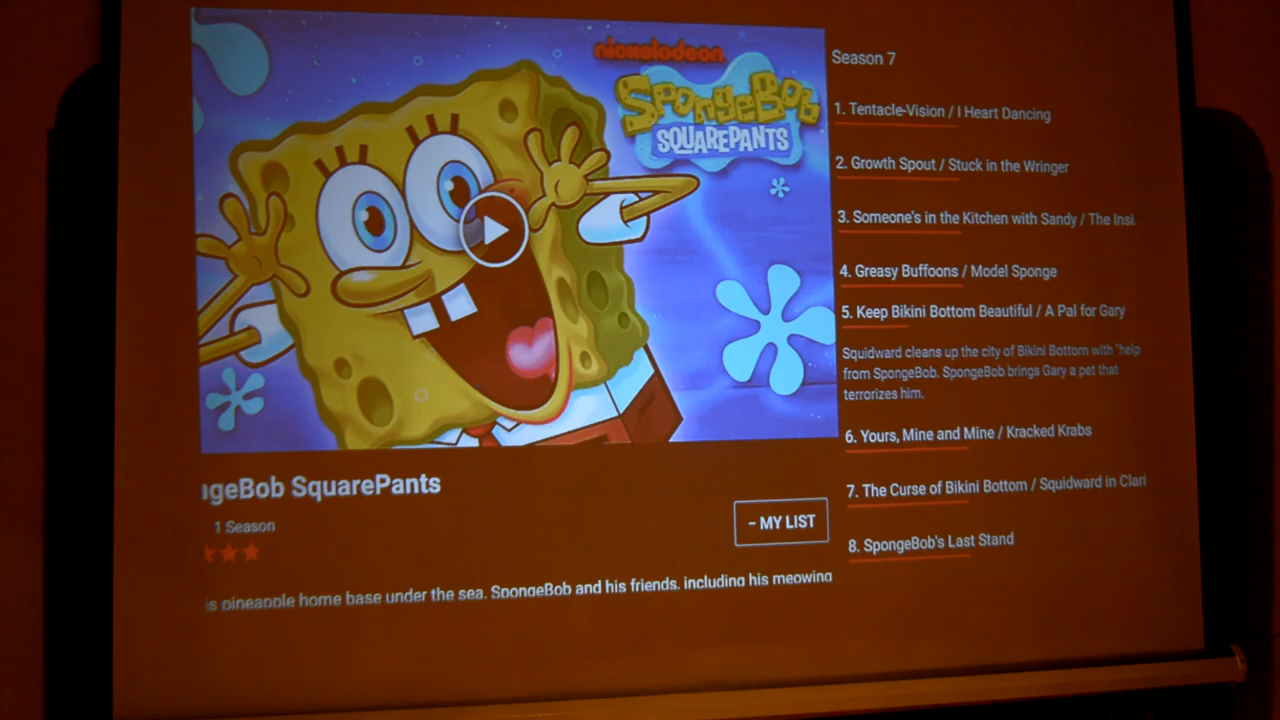 nickelodeon
SPONGEBOB
SQUAREPANTS
ngeBob SquarePants
1 Season
- MY LIST
is pineapple home base under the sea, SpongeBob and his friends, including his meowing
Season 7
1. Tentacle-Vision / I Heart Dancing
2. Growth Spout / Stuck in the Wringer
3. Someone's in the Kitchen with Sandy / The Insi.
4. Greasy Buffoons / Model Sponge
5. Keep Bikini Bottom Beautiful / A Pal for Gary
Squidward cleans up the city of Bikini Bottom with "help
from SpongeBob. SpongeBob brings Gary a pet that
terrorizes him.
6. Yours, Mine and Mine / Kracked Krabs
7. The Curse of Bikini Bottom / Squidward in Clari
8. SpongeBob's Last Stand